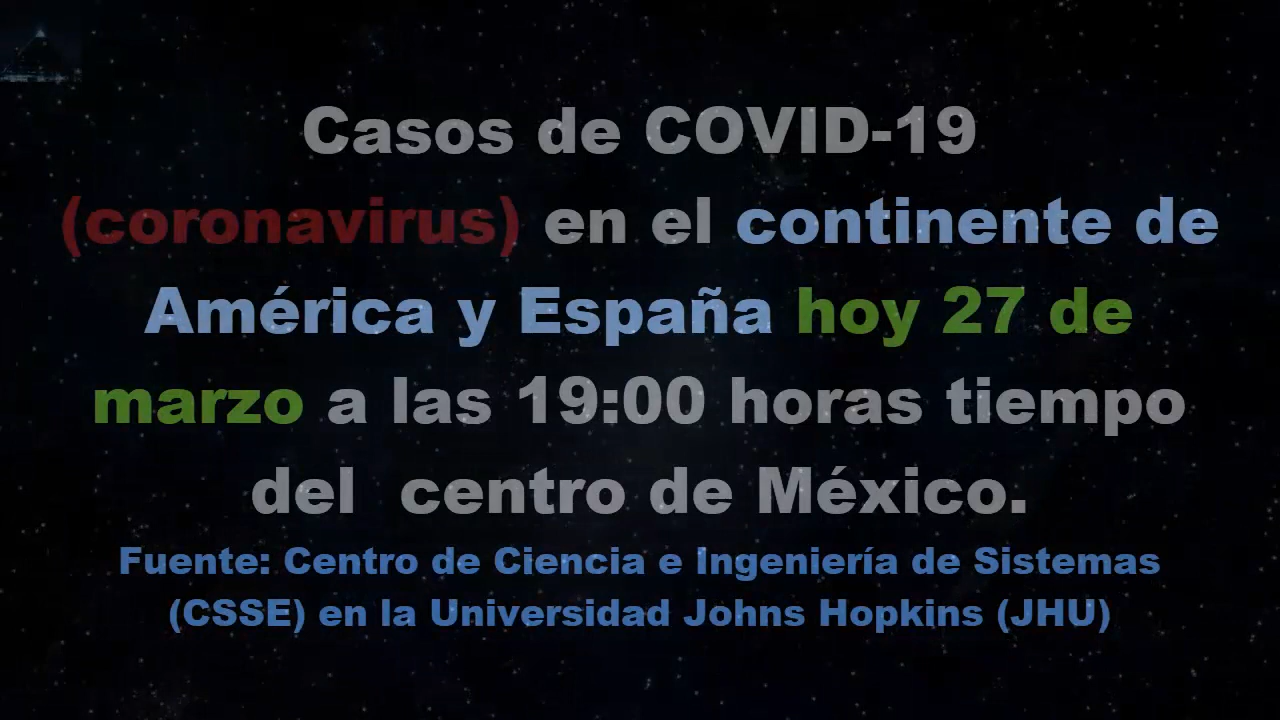 Casos de COVID-19
(coronavirus) en el continente de
América y España hoy 27 de
marzo a las 19:00 horas tiempo
del  centro de México.
Fuente: Centro de Ciencia e Ingeniería de Sistemas
(CSSE) en la Universidad Johns Hopkins (JHU)